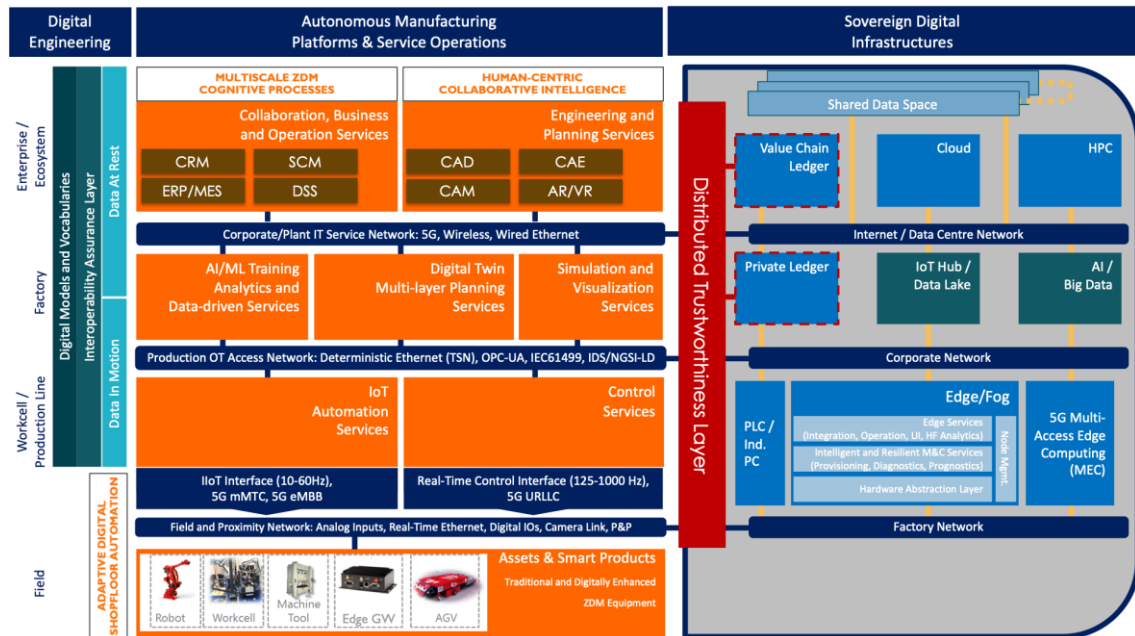 Digital
Engineering
Autonomous Manufacturing
Platforms & Service Operations
Sovereign Digital
Infrastructures
Enterprise /
Ecosystem
Factory
Workcell /
Production Line
Field
Digital Models and Vocabularies
Interoperability Assurance Layer
Data At Rest
Data In Motion
ADAPTIVE DIGITAL
SHOPFLOOR AUTOMATION
MULTISCALE ZDM
COGNITIVE PROCESSES
HUMAN-CENTRIC
COLLABORATIVE INTELLIGENCE
Collaboration, Business
and Operation Services
CRM
SCM
ERP/MES
DSS
Engineering and
Planning Services
CAD
CAE
CAM
AR/VR
Corporate/Plant IT Service Network: 5G, Wireless, Wired Ethernet
AI/ML Training
Analytics and
Data-driven Services
Digital Twin
Multi-layer Planning
Services
Simulation and
Visualization
Services
Production OT Access Network: Deterministic Ethernet (TSN), OPC-UA, IEC61499, IDS/NGSI-LD
IoT
Automation
Services
Control
Services
IIoT Interface (10-60Hz),
5G mMTC, 5G eMBB
Real-Time Control Interface (125-1000 Hz),
5G URLLC
Field and Proximity Network: Analog Inputs, Real-Time Ethernet, Digital IOs, Camera Link, P&P
Robot
Workcell
Machine
Tool
Edge GW
AGV
Assets & Smart Products
Traditional and Digitally Enhanced
ZDM Equipment
Distributed Trustworthiness Layer
Shared Data Space
Value Chain
Ledger
Cloud
HPC
Internet / Data Centre Network
Private Ledger
IoT Hub /
Data Lake
AI /
Big Data
Corporate Network
PLC /
Ind.
PC
Edge/Fog
Edge Services
(Integration, Operation, UI, HF Analytics)
Intelligent and Resilient M&C Services
(Provisioning, Diagnostics, Prognostics)
Hardware Abstraction Layer
Node Mgmt.
5G Multi-
Access Edge
Computing
(MEC)
Factory Network